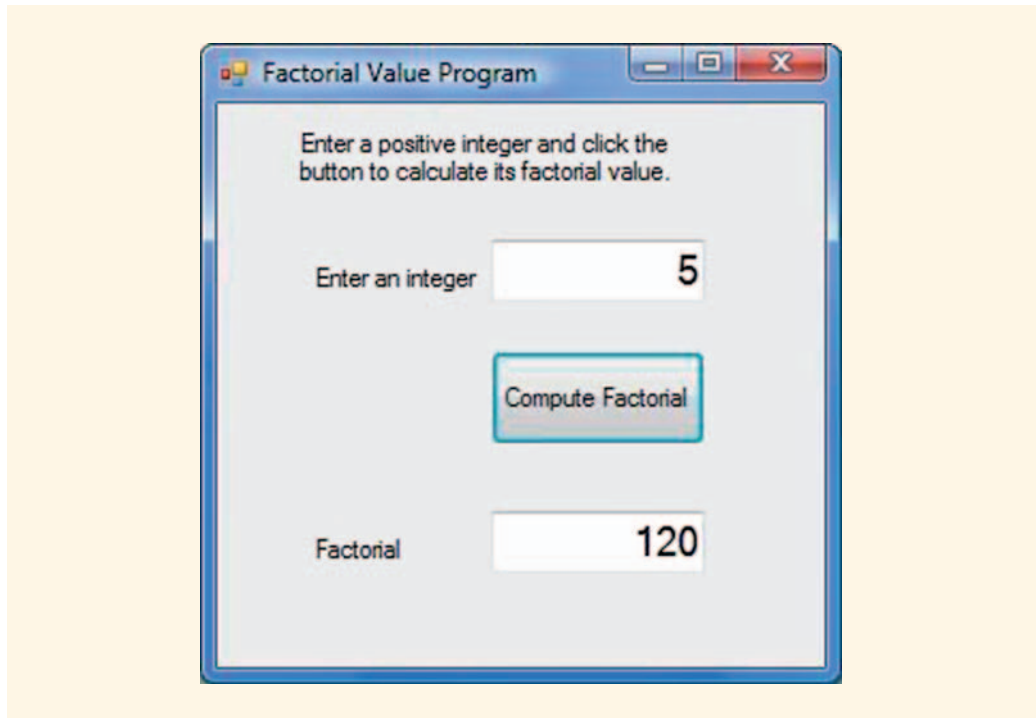 Factorial Value Program
Enter a positive integer and click the
button to calculate its factorial value.
Enter an integer 5
Compute Factorial
Factorial 120